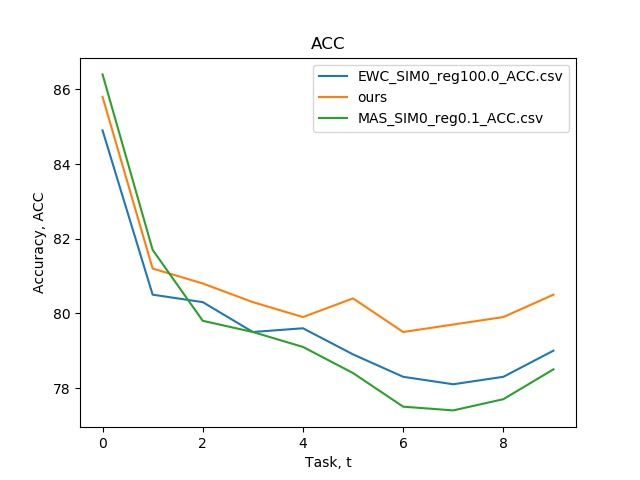 ACC
EWC_SIM0_reg100.0_ACC.csv
ours
MAS_SIM0_reg0.1_ACC.csv
Accuracy, ACC
86
84
82
80
78
0 2 4 6 8
Task, t